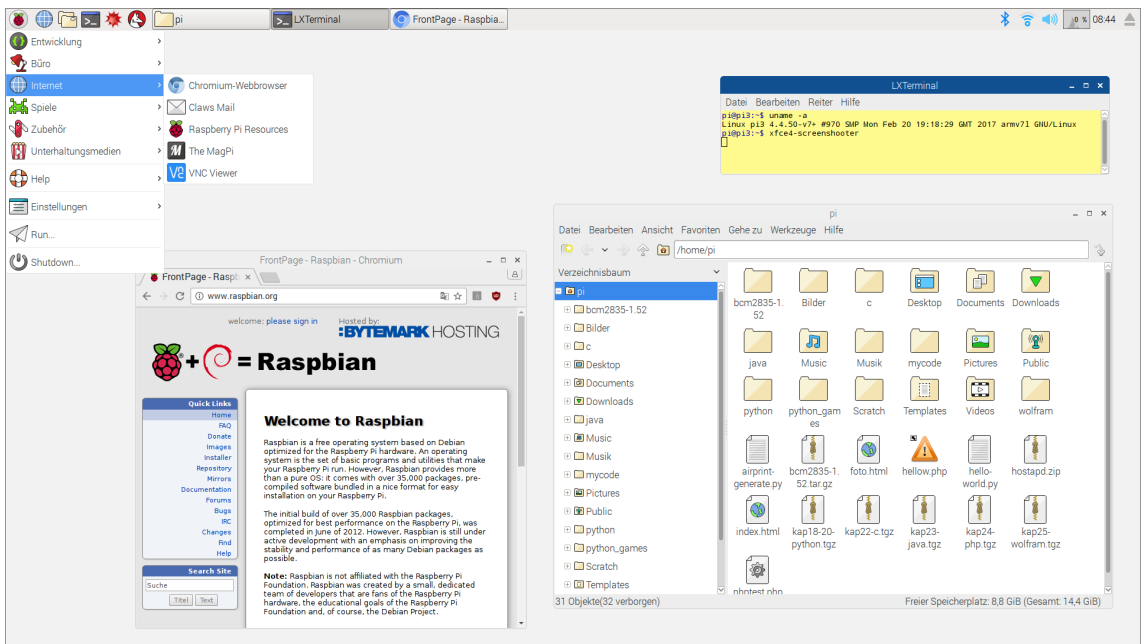 pi
LXTerminal
FrontPage - Raspbia...
0 %
08:44
Entwicklung
Büro
Internet
Spiele
Zubehör
Unterhaltungsmedien
Help
Einstellungen
Run...
Shutdown...
Chromium-Webbrowser
Claws Mail
Raspberry Pi Resources
The MagPi
VNC Viewer
LXTerminal
Datei Bearbeiten Reiter Hilfe
pi@pi3:~$ uname -a
Linux pi3 4.4.50-v7+ #970 SMP Mon Feb 20 19:18:29 GMT 2017 armv7l GNU/Linux
pi@pi3:~$ xfce4-screenshooter
FrontPage - Raspbian - Chromium
FrontPage - Rasp
www.raspbian.org
welcome: please sign in
Hosted by:
:BYTEMARK HOSTING
+ = Raspbian
Quick Links
Home
FAQ
Donate
Images
Installer
Repository
Mirrors
Documentation
Forums
Bugs
IRC
Changes
Find
Help
Search Site
Suche
Titel Text
Welcome to Raspbian
Raspbian is a free operating system based on Debian
optimized for the Raspberry Pi hardware. An operating
system is the set of basic programs and utilities that make
your Raspberry Pi run. However, Raspbian provides more
than a pure OS: it comes with over 35,000 packages, pre-
compiled software bundled in a nice format for easy
installation on your Raspberry Pi.
The initial build of over 35,000 Raspbian packages,
optimized for best performance on the Raspberry Pi, was
completed in June of 2012. However, Raspbian is still under
active development with an emphasis on improving the
stability and performance of as many Debian packages as
possible.
Note: Raspbian is not affiliated with the Raspberry Pi
Foundation. Raspbian was created by a small, dedicated
team of developers that are fans of the Raspberry Pi
hardware, the educational goals of the Raspberry Pi
Foundation and, of course, the Debian Project.
pi
Datei Bearbeiten Ansicht Favoriten Gehe zu Werkzeuge Hilfe
/home/pi
Verzeichnisbaum
pi
bcm2835-1.52
Bilder
c
Desktop
Documents
Downloads
java
Music
Musik
mycode
Pictures
Public
python
python_games
Scratch
Templates
bcm2835-1. Bilder c Desktop Documents Downloads
52
java Music Musik mycode Pictures Public
python python_gam Scratch Templates Videos wolfram
es
airprint- bcm2835-1. foto.html hellow.php hello- hostapd.zip
generate.py 52.tar.gz world.py
index.html kap18-20- kap22-c.tgz kap23- kap24- kap25-
python.tgz java.tgz php.tgz wolfram.tgz
phptest.php
31 Objekte(32 verborgen)
Freier Speicherplatz: 8,8 GiB (Gesamt: 14,4 GiB)